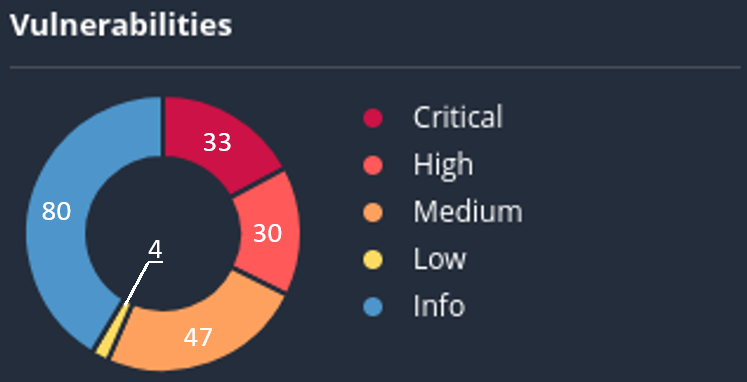 Vulnerabilities
33
30
47
4
80
Critical
High
Medium
Low
Info